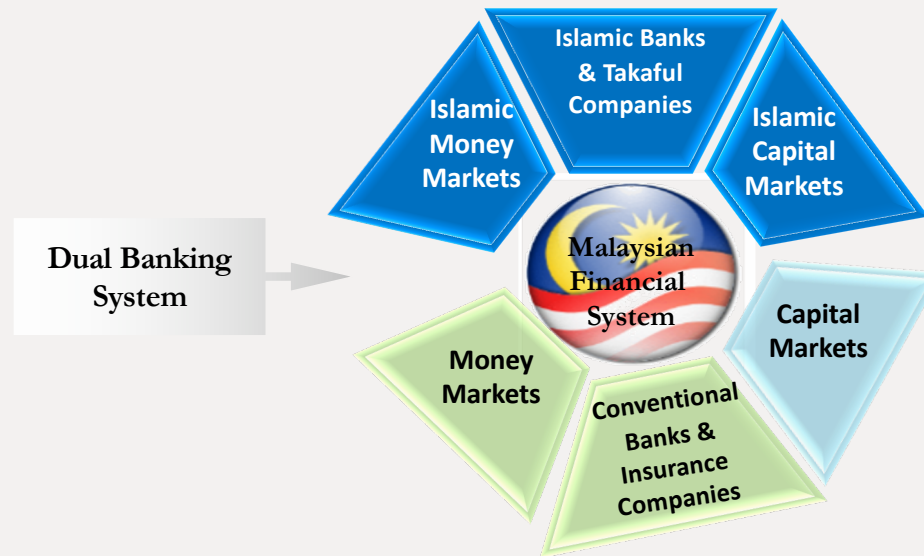 Islamic Banks
& Takaful
Companies
Islamic
Money
Markets
Islamic
Capital
Markets
Dual Banking
System
Malaysian
Financial
System
Capital
Markets
Money
Markets
Conventional
Banks &
Insurance
Companies